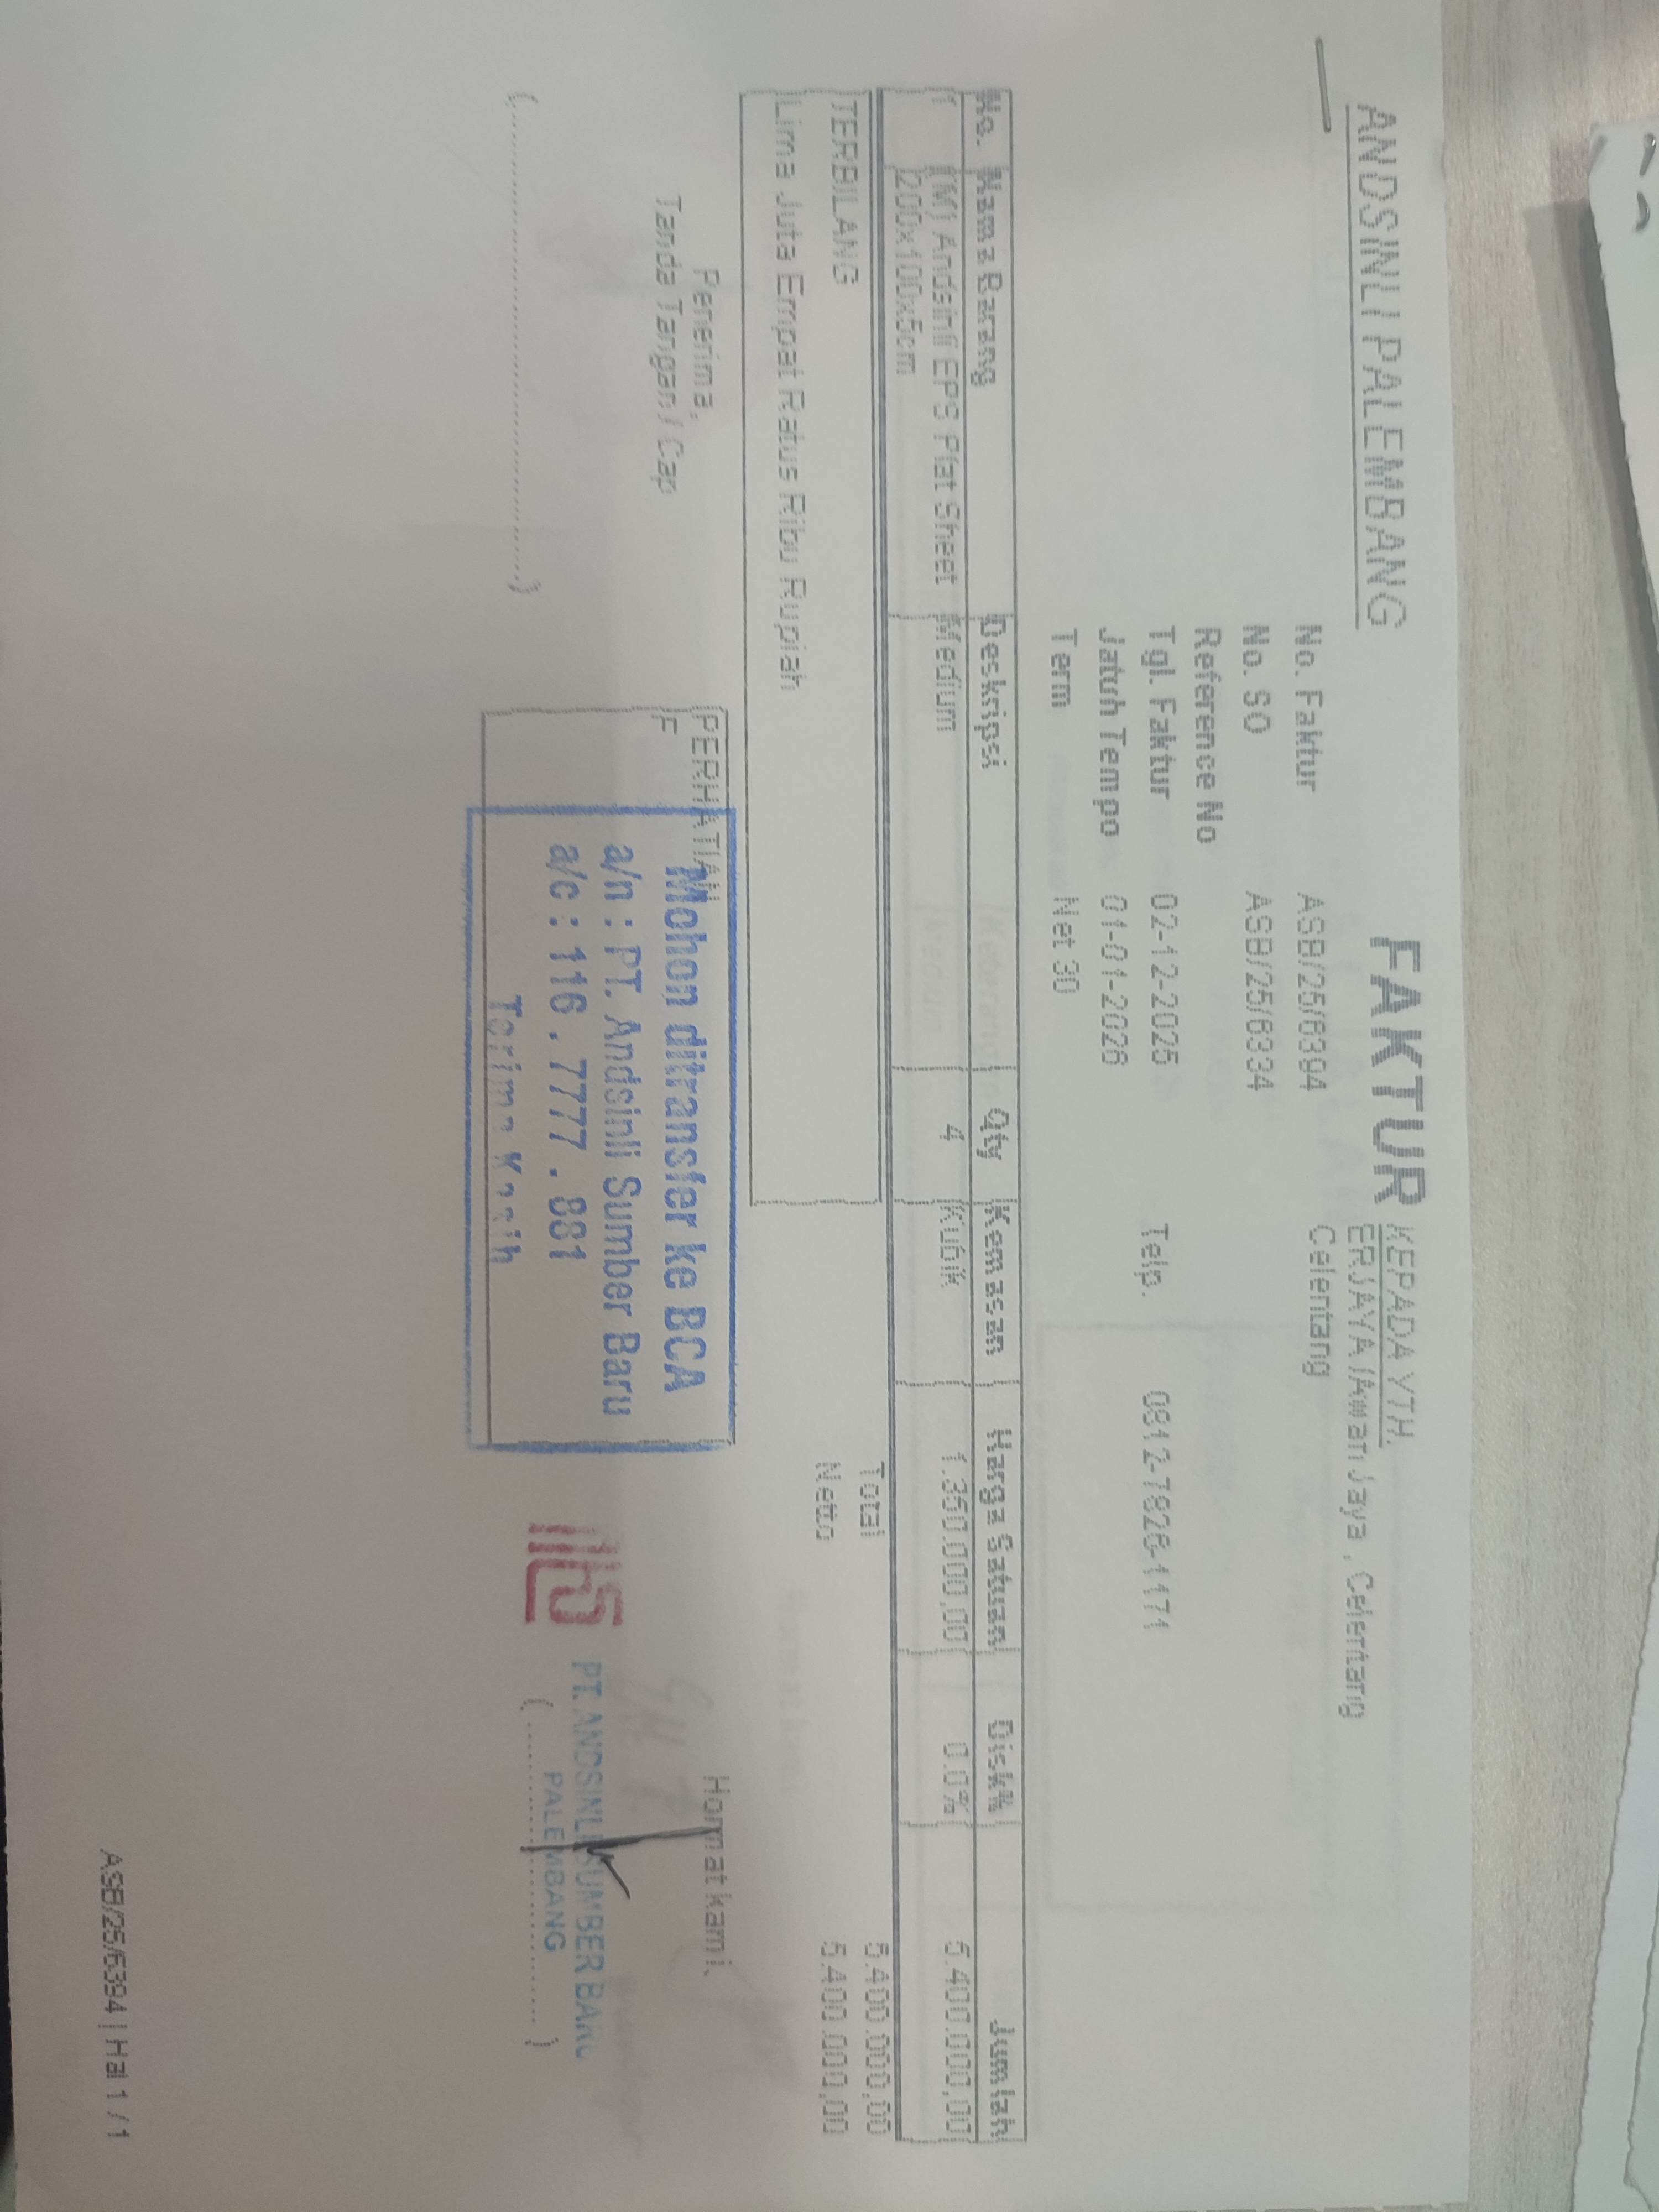 ANDSINLI PALEMBANG
FAKTUR
KEPADA YTH.
ERJAYA (Awan Jaya , Celentang
Celentang
No. Faktur ASB/25/6394
No. SO ASB/25/6334
Reference No
Tgl. Faktur 02-12-2025
Telp. 0812-7826-1171
Jatuh Tempo 01-01-2026
Term Net 30
No. Nama Barang Deskripsi Qty Kemasan Harga Satuan Disk% Jumlah
1 (M) Andsinli EPS Plat Sheet Medium 4 Kubik 1.350.000,00 0.0% 5.400.000,00
200x100x5cm
TERBILANG
Lima Juta Empat Ratus Ribu Rupiah
Total 5.400.000,00
Netto 5.400.000,00
Penerima,
Tanda Tangan / Cap
(..............................)
PERHATIAN
Mohon ditransfer ke BCA
a/n : PT. Andsinli Sumber Baru
a/c : 116 . 7777 . 881
Terima Kasih
Hormat kami,
PT. ANDSINLI SUMBER BARU
PALEMBANG
(..............................)
ASB/25/6394 | Hal 1 / 1